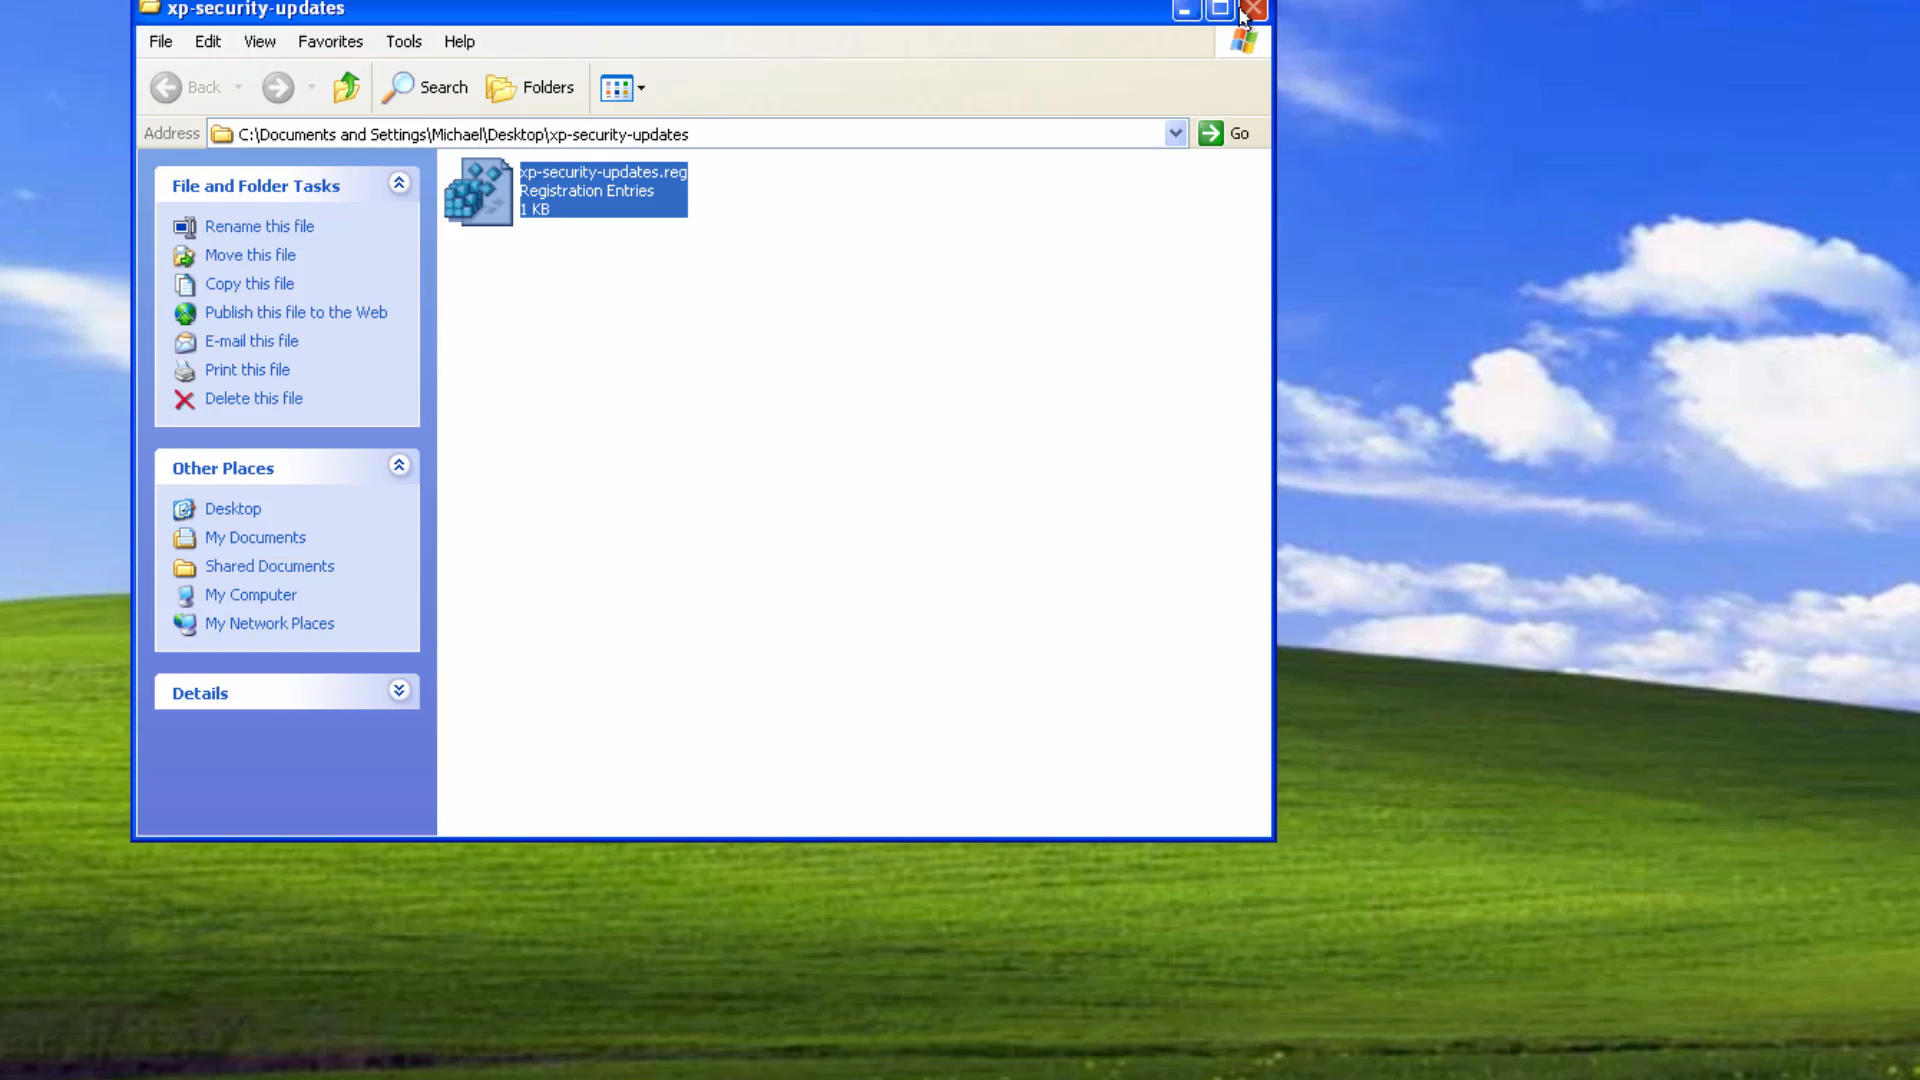 xp-security-updates
File Edit View Favorites Tools Help
Back Search Folders
Address C:\Documents and Settings\Michael\Desktop\xp-security-updates Go
File and Folder Tasks
Rename this file
Move this file
Copy this file
Publish this file to the Web
E-mail this file
Print this file
Delete this file
Other Places
Desktop
My Documents
Shared Documents
My Computer
My Network Places
Details
xp-security-updates.reg
Registration Entries
1 KB